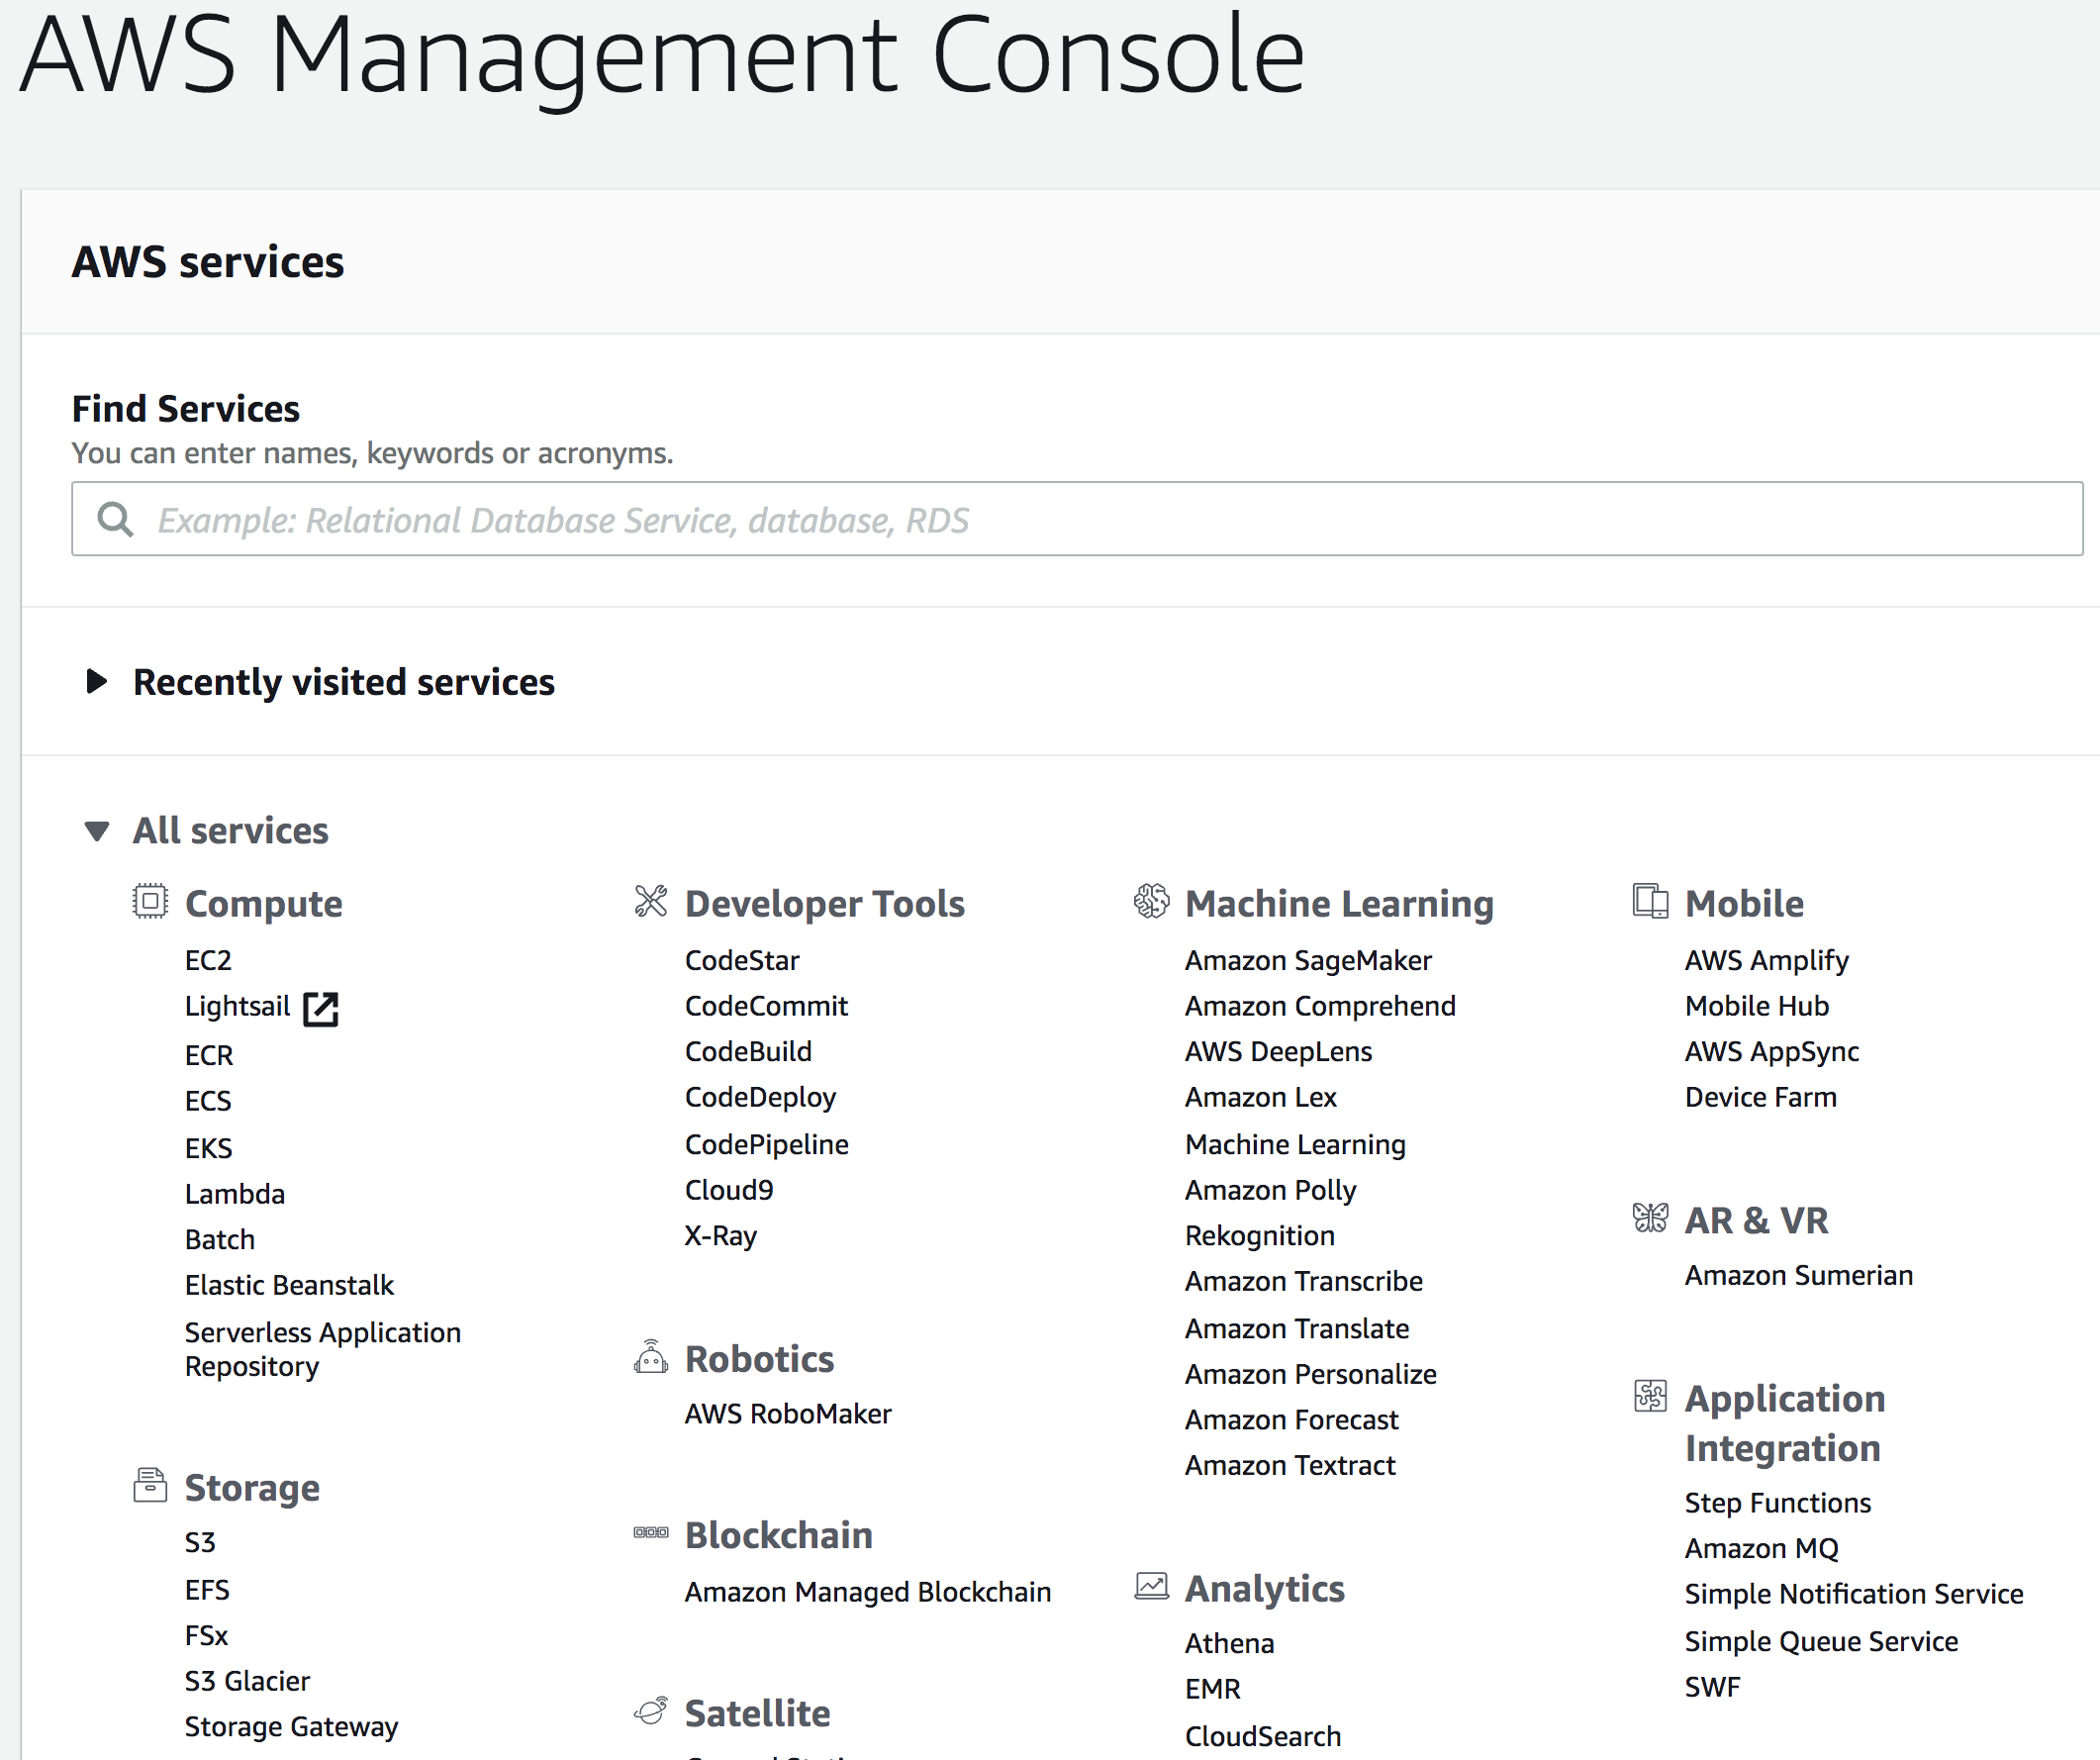 AWS Management Console
AWS services
Find Services
You can enter names, keywords or acronyms.
Example: Relational Database Service, database, RDS
Recently visited services
All services
Compute
EC2
Lightsail
ECR
ECS
EKS
Lambda
Batch
Elastic Beanstalk
Serverless Application
Repository
Storage
S3
EFS
FSx
S3 Glacier
Storage Gateway
Developer Tools
CodeStar
CodeCommit
CodeBuild
CodeDeploy
CodePipeline
Cloud9
X-Ray
Robotics
AWS RoboMaker
Blockchain
Amazon Managed Blockchain
Satellite
Machine Learning
Amazon SageMaker
Amazon Comprehend
AWS DeepLens
Amazon Lex
Machine Learning
Amazon Polly
Rekognition
Amazon Transcribe
Amazon Translate
Amazon Personalize
Amazon Forecast
Amazon Textract
Analytics
Athena
EMR
CloudSearch
Mobile
AWS Amplify
Mobile Hub
AWS AppSync
Device Farm
AR & VR
Amazon Sumerian
Application
Integration
Step Functions
Amazon MQ
Simple Notification Service
Simple Queue Service
SWF